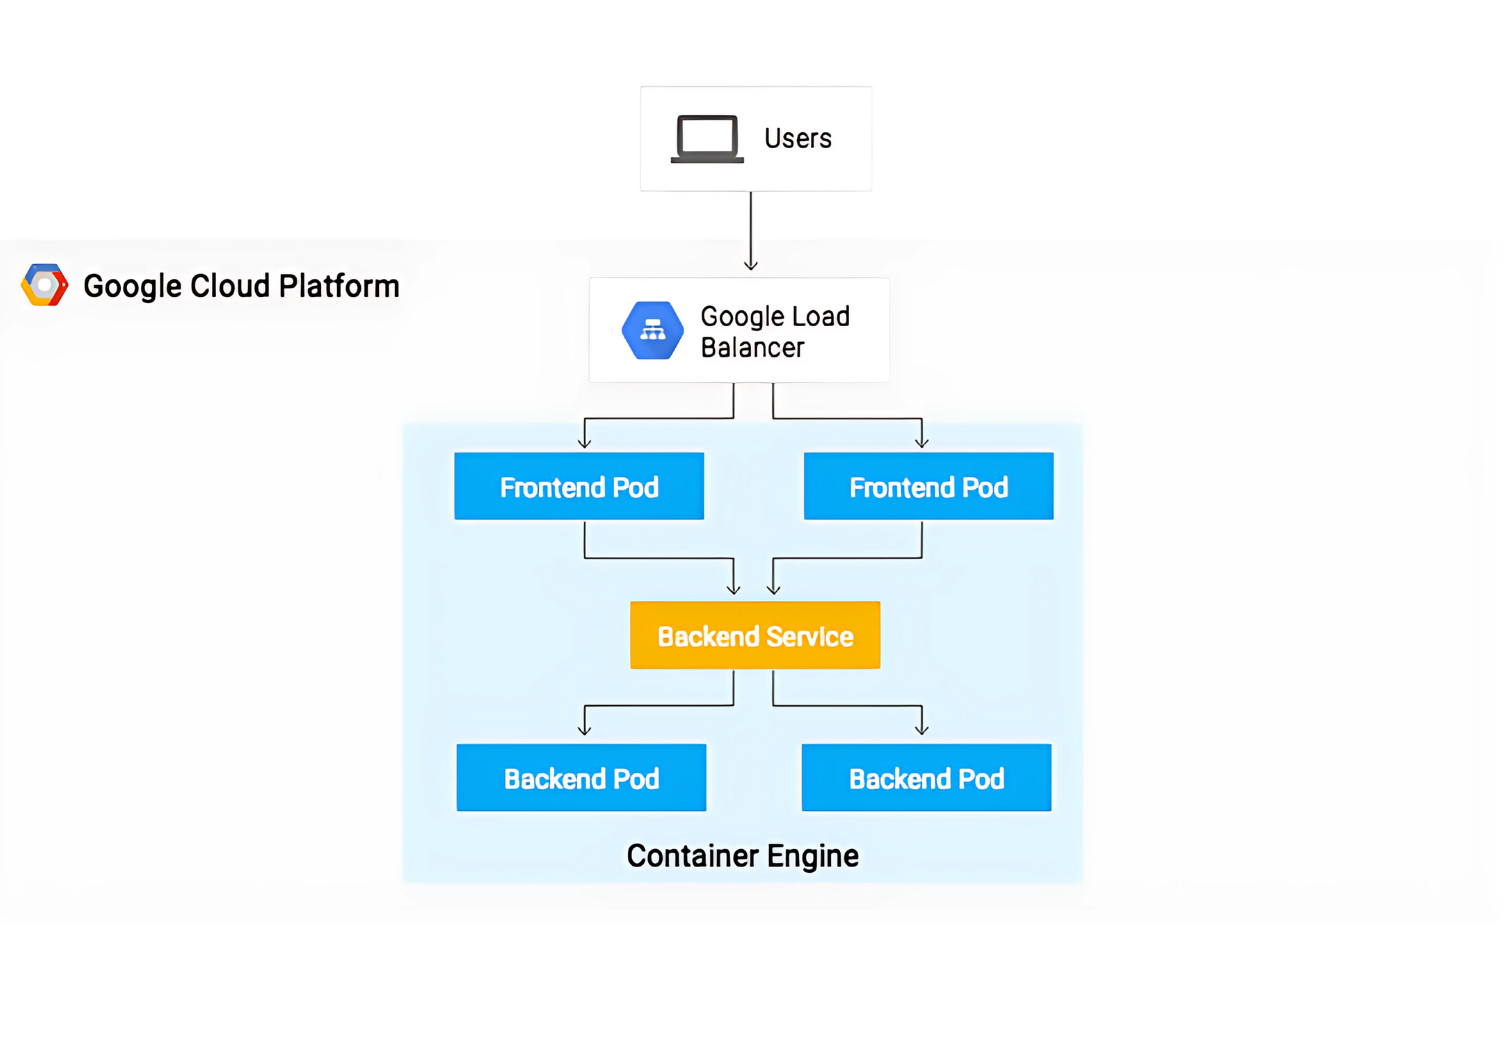 Users
Google Cloud Platform
Google Load
Balancer
Frontend Pod
Frontend Pod
Backend Service
Backend Pod
Backend Pod
Container Engine